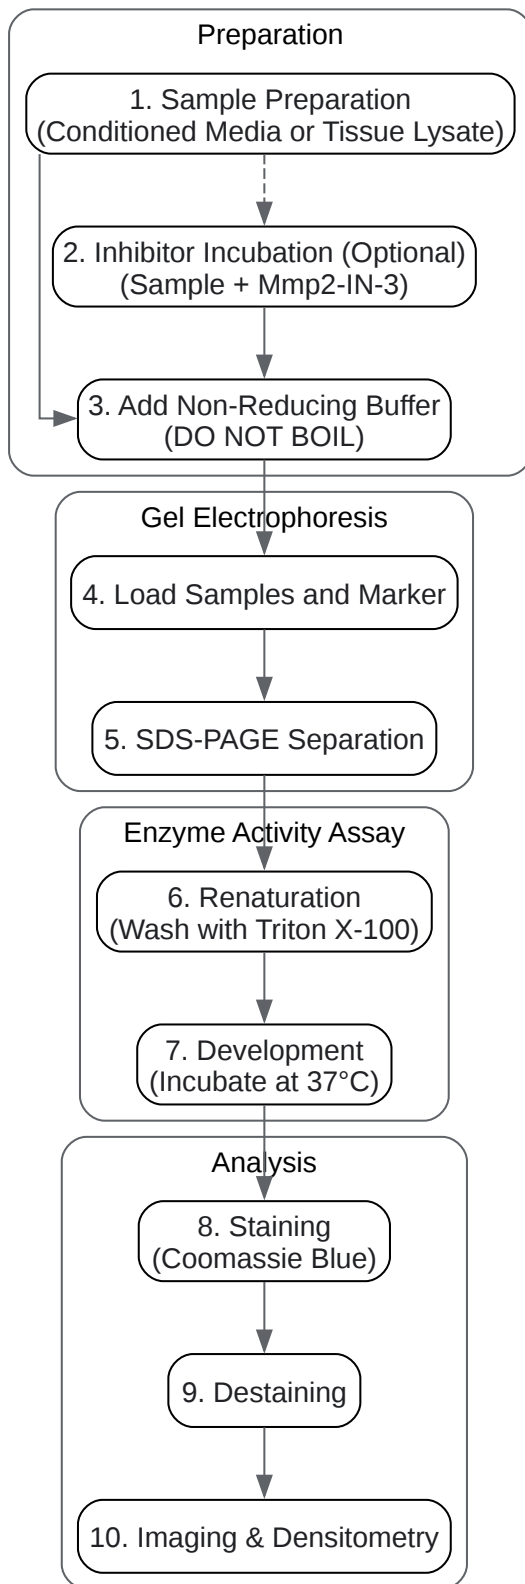 Preparation
1. Sample Preparation
(Conditioned Media or Tissue Lysate)
2. Inhibitor Incubation (Optional)
(Sample + Mmp2-IN-3)
3. Add Non-Reducing Buffer
(DO NOT BOIL)
Gel Electrophoresis
4. Load Samples and Marker
5. SDS-PAGE Separation
Enzyme Activity Assay
6. Renaturation
(Wash with Triton X-100)
7. Development
(Incubate at 37°C)
Analysis
8. Staining
(Coomassie Blue)
9. Destaining
10. Imaging & Densitometry